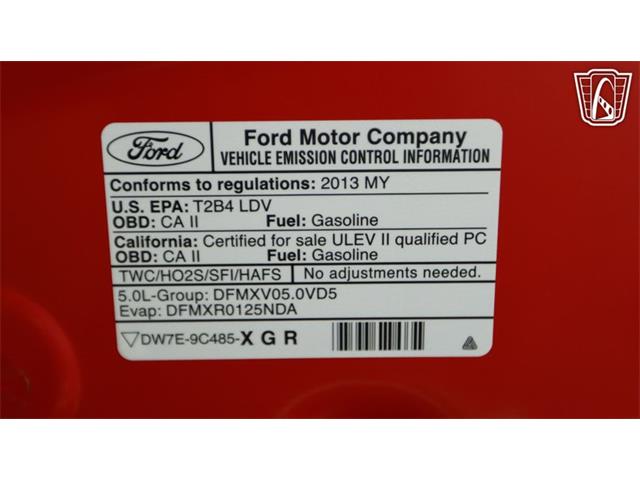 Ford
Ford Motor Company
VEHICLE EMISSION CONTROL INFORMATION
Conforms to regulations: 2013 MY
U.S. EPA: T2B4 LDV
OBD: CA II Fuel: Gasoline
California: Certified for sale ULEV II qualified PC
OBD: CA II Fuel: Gasoline
TWC/HO2S/SFI/HAFS No adjustments needed.
5.0L-Group: DFMXV05.0VD5
Evap: DFMXR0125NDA
DW7E-9C485-X G R